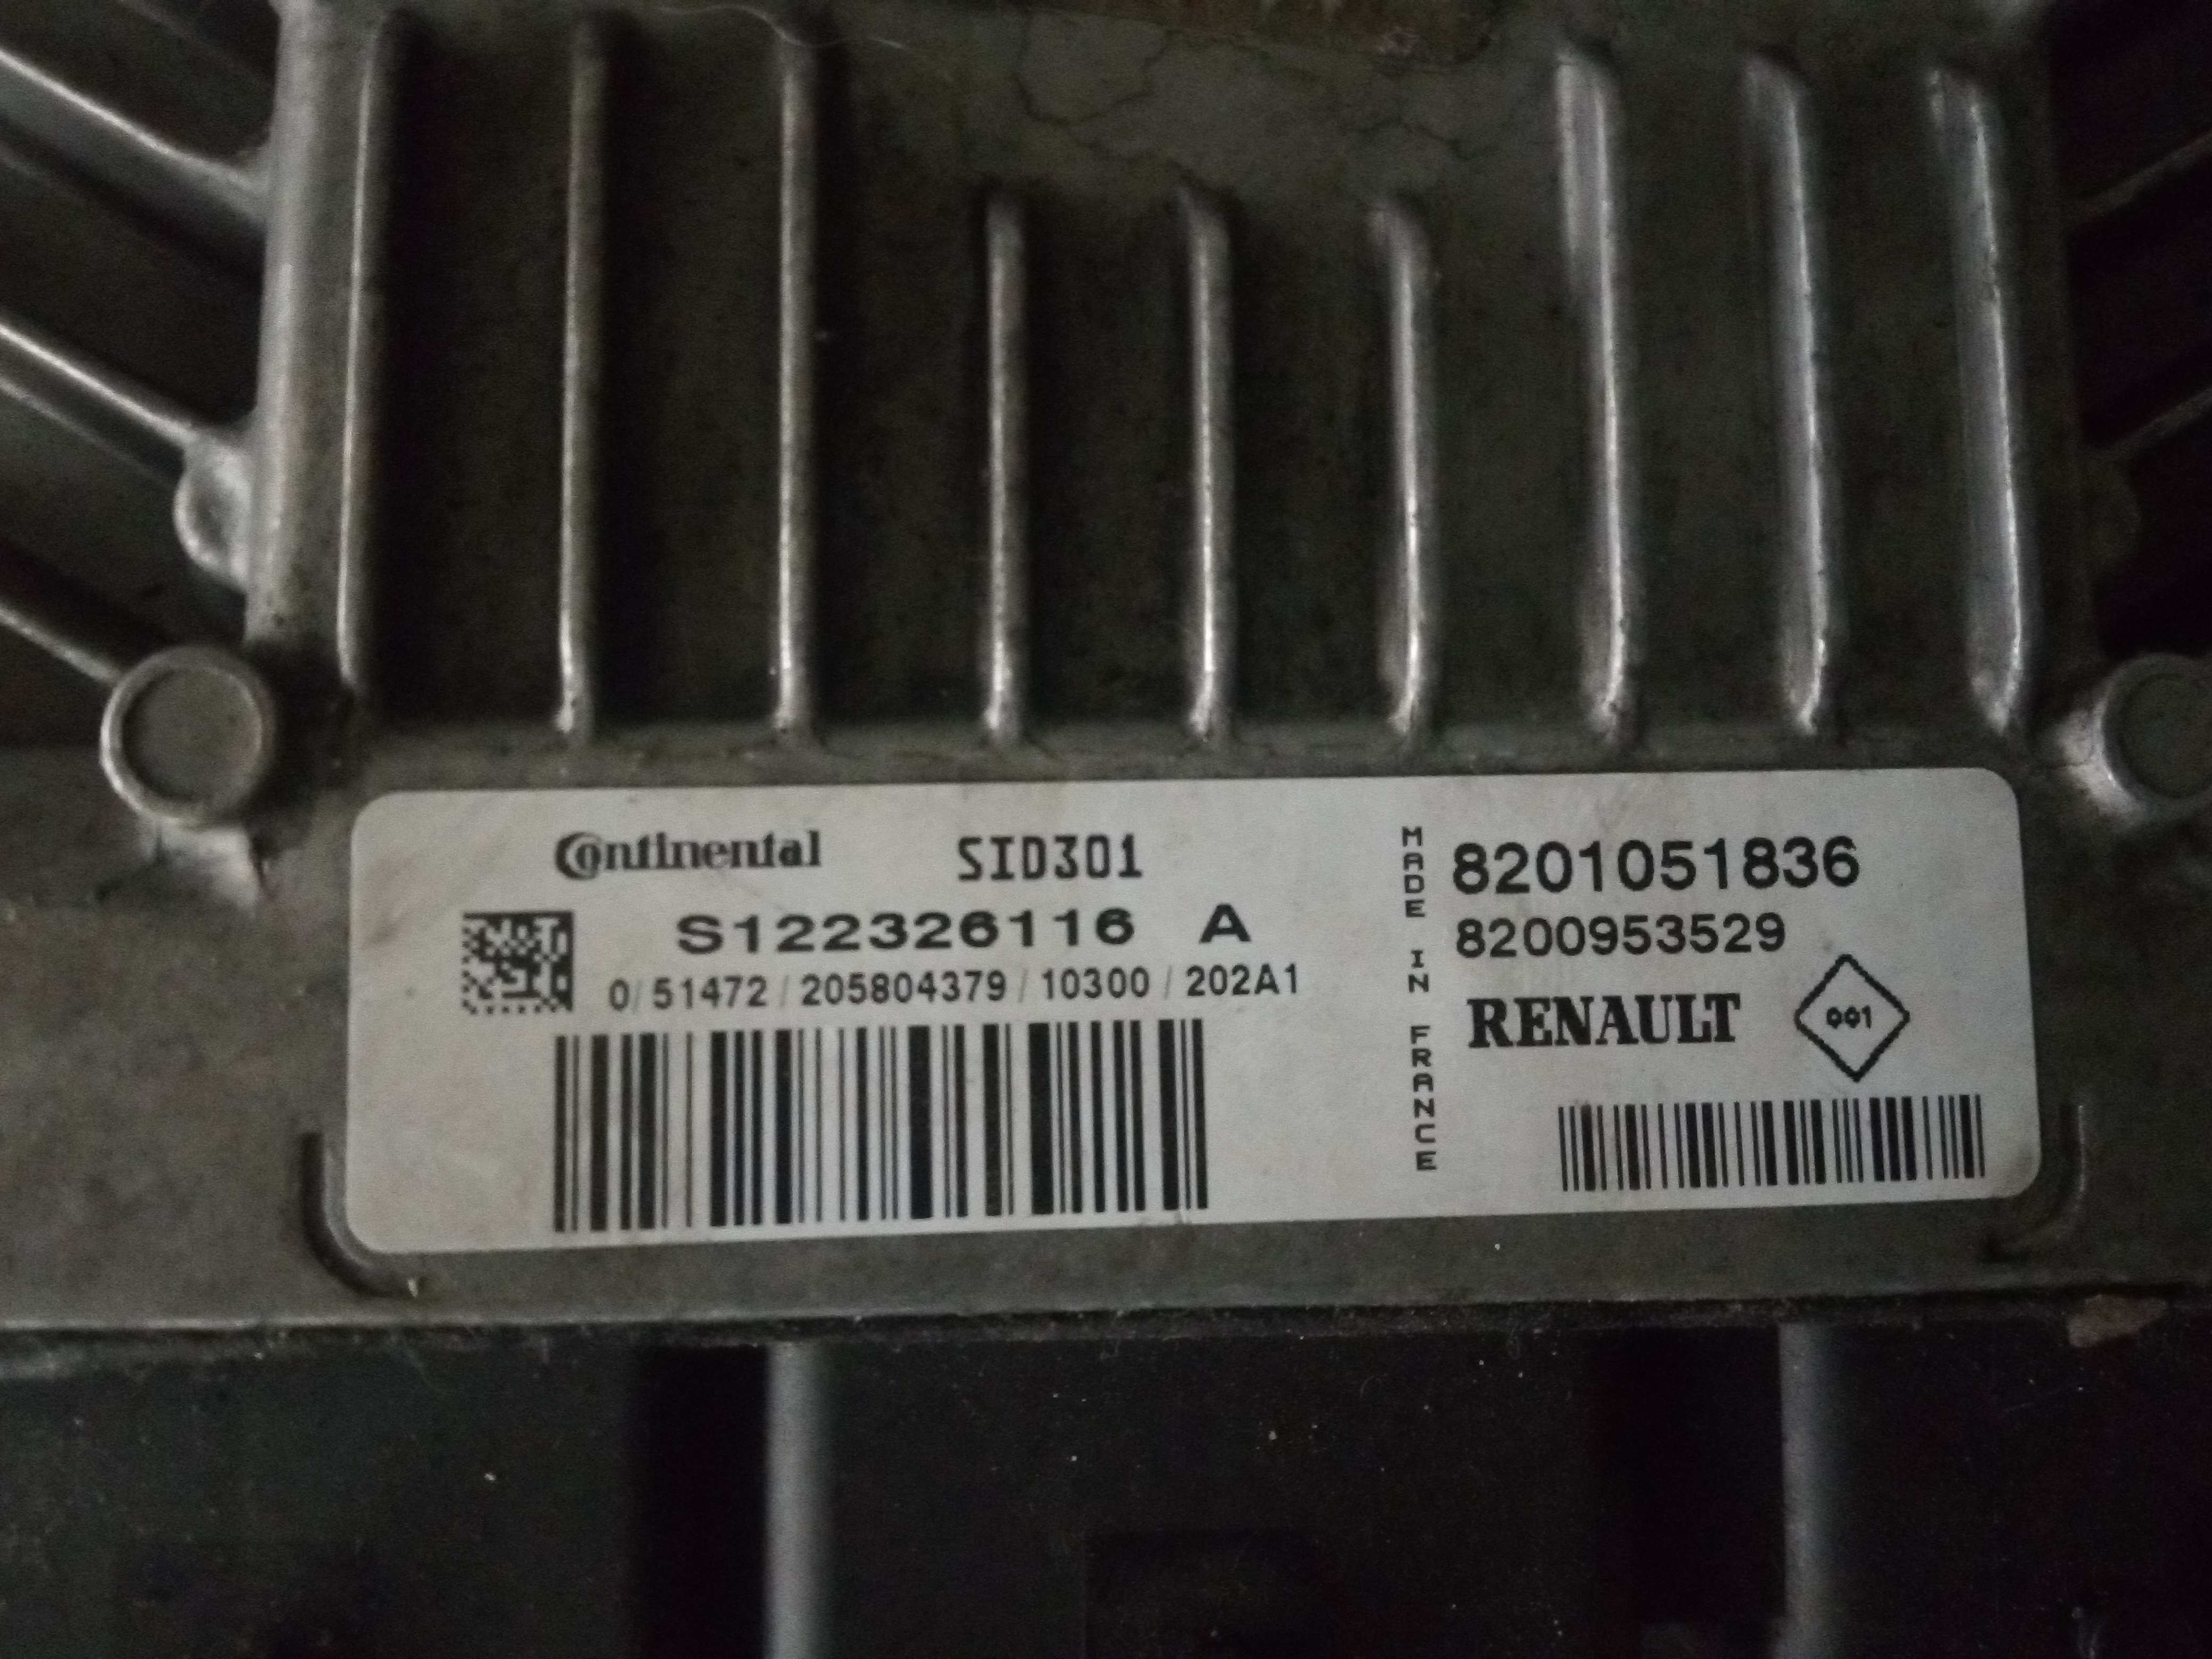 Continental SID301
S122326116 A
0/51472/205804379/10300/202A1
MADE IN FRANCE
8201051836
8200953529
RENAULT 001